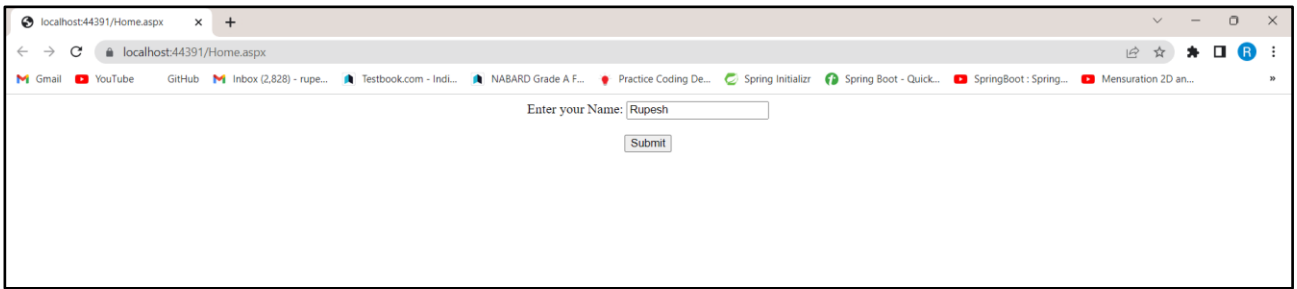 localhost:44391/Home.aspx
localhost:44391/Home.aspx R
Gmail YouTube GitHub Inbox (2,828) - rupe... Testbook.com - Indi... NABARD Grade A F... Practice Coding De... Spring Initializr Spring Boot - Quick... SpringBoot : Spring... Mensuration 2D an... »
Enter your Name: Rupesh
Submit